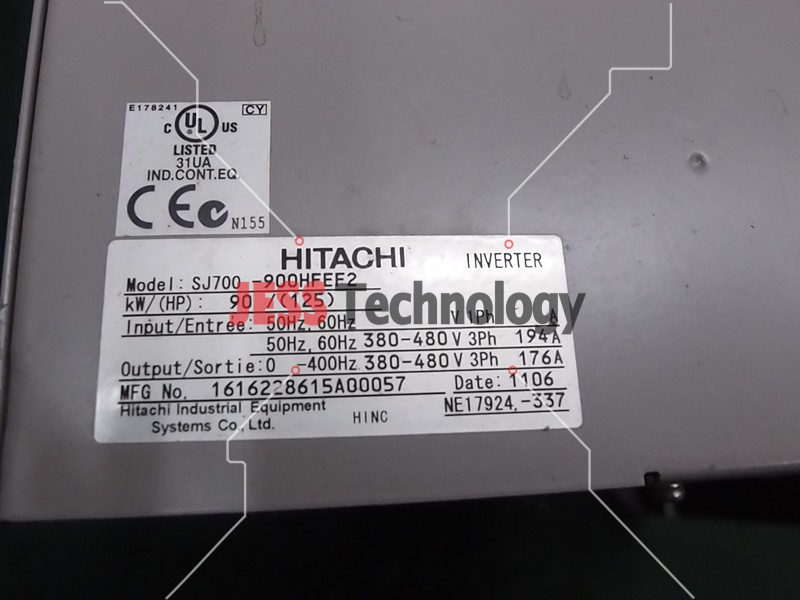 E178241 CY
C UL US
LISTED
31UA
IND.CONT.EQ.
CE N155
HITACHI INVERTER
Model: SJ700 -900HFEF2
kW/(HP): 90 /(125)
JESS Technology
Input/Entree: 50Hz, 60Hz V 1Ph A
50Hz, 60Hz 380-480 V 3Ph 194A
Output/Sortie: 0 -400Hz 380-480 V 3Ph 176A
MFG No. 1616228615A00057 Date: 1106
Hitachi Industrial Equipment Systems Co., Ltd. HINC NE17924,-337